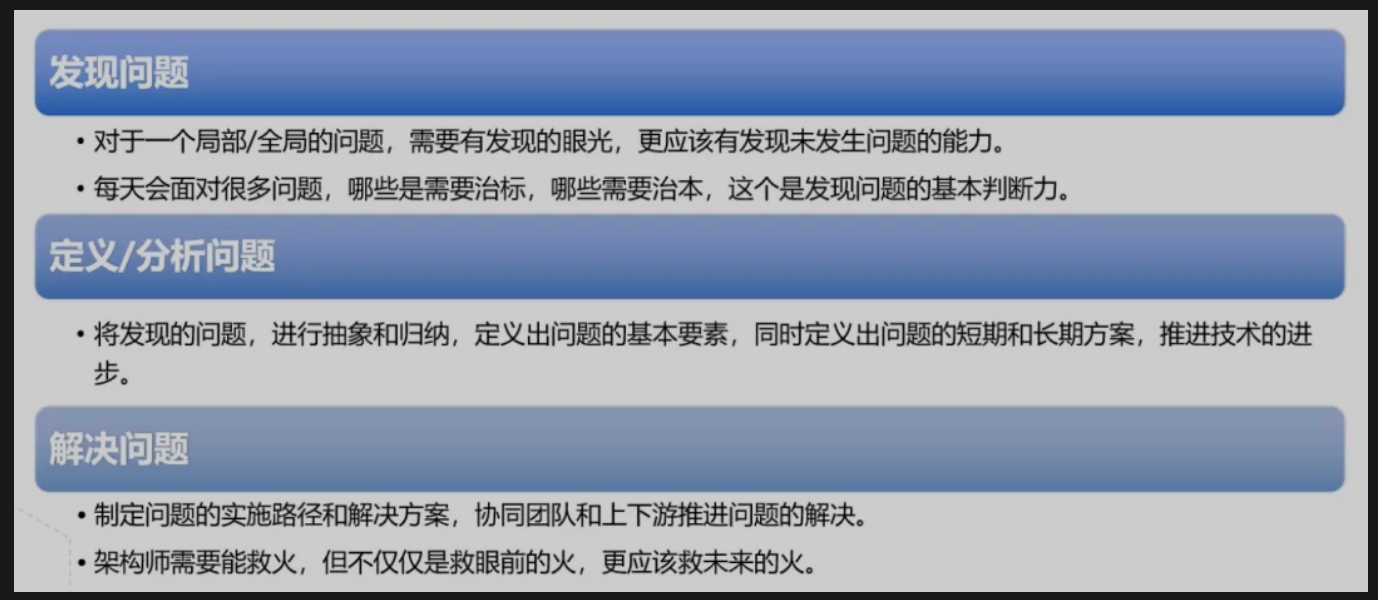 发现问题
• 对于一个局部/全局的问题，需要有发现的眼光，更应该有发现未发生问题的能力。
• 每天会面对很多问题，哪些是需要治标，哪些需要治本，这个是发现问题的基本判断力。
定义/分析问题
• 将发现的问题，进行抽象和归纳，定义出问题的基本要素，同时定义出问题的短期和长期方案，推进技术的进
步。
解决问题
• 制定问题的实施路径和解决方案，协同团队和上下游推进问题的解决。
• 架构师需要能救火，但不仅仅是救眼前的火，更应该救未来的火。